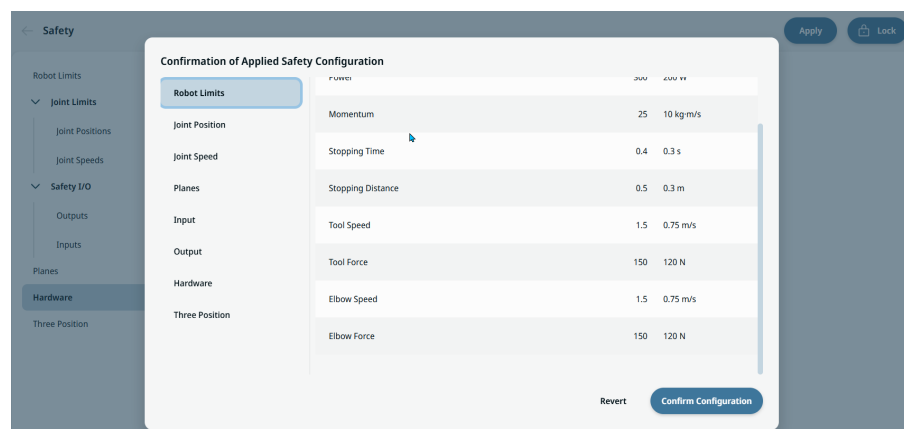 Safety
Apply
Lock
Robot Limits
Joint Limits
Joint Positions
Joint Speeds
Safety I/O
Outputs
Inputs
Planes
Hardware
Three Position
Confirmation of Applied Safety Configuration
Robot Limits
Joint Position
Joint Speed
Planes
Input
Output
Hardware
Three Position
Power 300 200 W
Momentum 25 10 kg·m/s
Stopping Time 0.4 0.3 s
Stopping Distance 0.5 0.3 m
Tool Speed 1.5 0.75 m/s
Tool Force 150 120 N
Elbow Speed 1.5 0.75 m/s
Elbow Force 150 120 N
Revert
Confirm Configuration